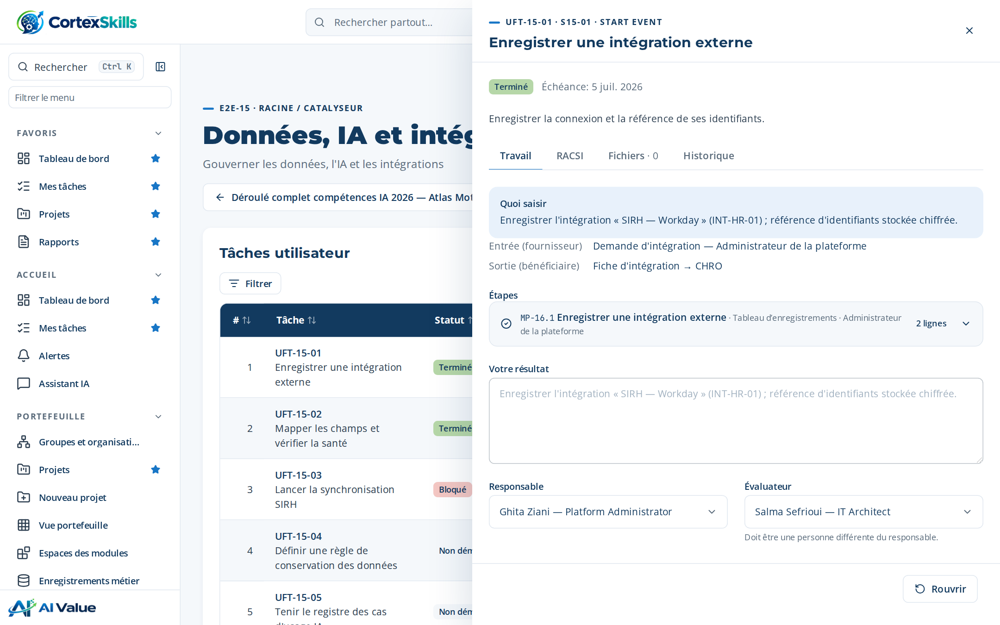 CortexSkills
Rechercher partout...
Rechercher
Ctrl K
Filtrer le menu
FAVORIS
Tableau de bord
Mes tâches
Projets
Rapports
ACCUEIL
Tableau de bord
Mes tâches
Alertes
Assistant IA
PORTEFEUILLE
Groupes et organisati...
Projets
Nouveau projet
Vue portefeuille
Espaces des modules
Enregistrements métier
AI Value
E2E-15 · RACINE / CATALYSEUR
Données, IA et intég
Gouverner les données, l'IA et les intégrations
Déroulé complet compétences IA 2026 — Atlas Mot
Tâches utilisateur
Filtrer
# Tâche Statut
1
UFT-15-01
Enregistrer une intégration
externe
Terminé
2
UFT-15-02
Mapper les champs et
vérifier la santé
Terminé
3
UFT-15-03
Lancer la synchronisation
SIRH
Bloqué
4
UFT-15-04
Définir une règle de
conservation des données
Non dém
5
UFT-15-05
Tenir le registre des cas
d'usage IA
Non dém
UFT-15-01 · S15-01 · START EVENT
Enregistrer une intégration externe
Terminé
Échéance: 5 juil. 2026
Enregistrer la connexion et la référence de ses identifiants.
Travail
RACSI
Fichiers · 0
Historique
Quoi saisir
Enregistrer l'intégration « SIRH — Workday » (INT-HR-01) ; référence d'identifiants stockée chiffrée.
Entrée (fournisseur) Demande d'intégration — Administrateur de la plateforme
Sortie (bénéficiaire) Fiche d'intégration → CHRO
Étapes
MP-16.1 Enregistrer une intégration externe · Tableau d’enregistrements · Administrateur
de la plateforme
2 lignes
Votre résultat
Enregistrer l'intégration « SIRH — Workday » (INT-HR-01) ; référence d'identifiants stockée chiffrée.
Responsable
Ghita Ziani — Platform Administrator
Évaluateur
Salma Sefrioui — IT Architect
Doit être une personne différente du responsable.
Rouvrir